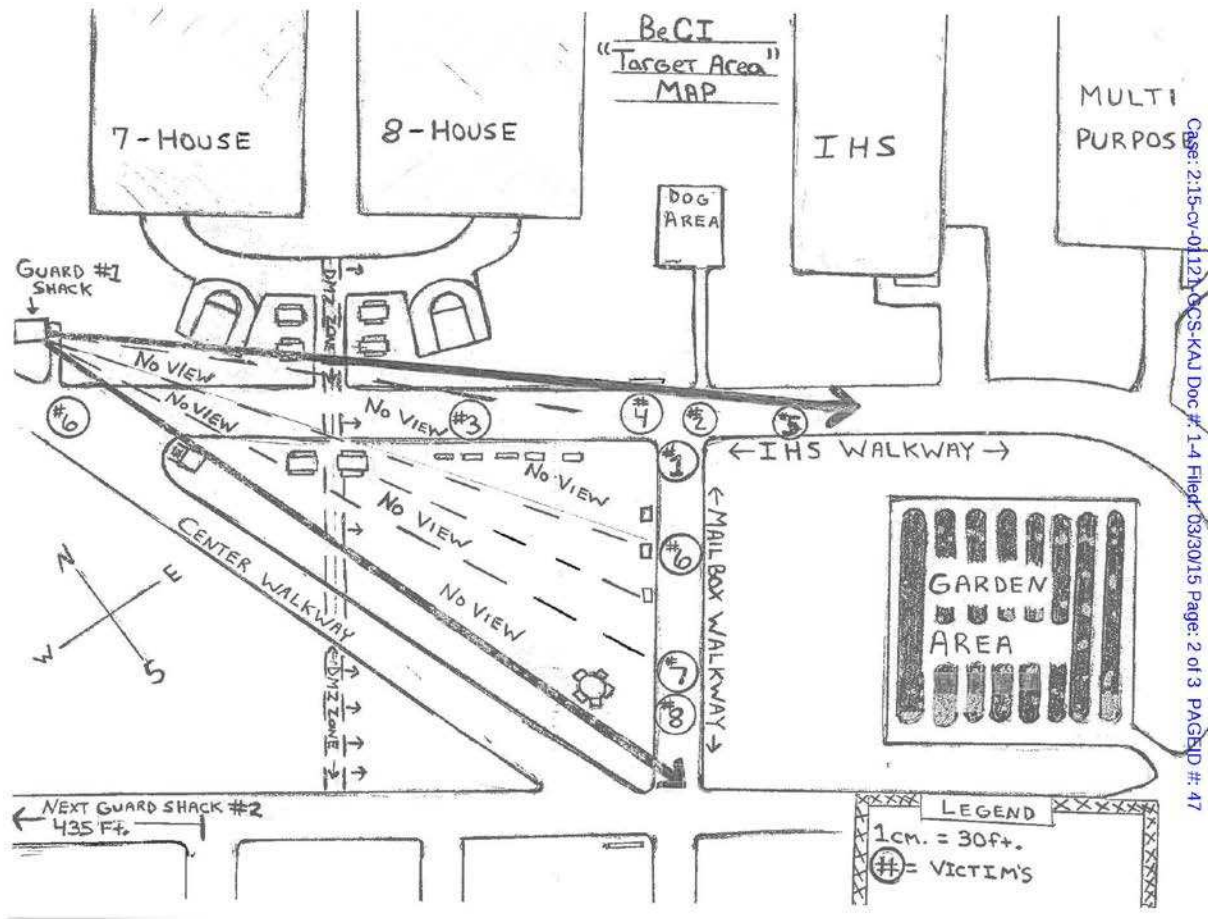 BeCI
"Target Area"
MAP
7-HOUSE
8-HOUSE
IHS
MULTI
PURPOSE
DOG
AREA
GUARD #1
SHACK
DMZ ZONE
No VIEW
No VIEW
No VIEW
#6
#3
#4
#2
#5
#1
← IHS WALKWAY →
No VIEW
No VIEW
No VIEW
#6
#7
#8
← MAIL BOX WALKWAY →
CENTER WALKWAY
N
E
W
S
DMZ ZONE
GARDEN
AREA
NEXT GUARD SHACK #2
435 Ft.
LEGEND
1cm. = 30ft.
# = VICTIM'S
Case: 2:15-cv-01121-GCS-KAJ Doc #: 1-4 Filed: 03/30/15 Page: 2 of 3 PAGEID #: 47